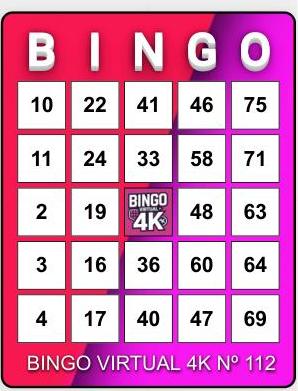 B I N G O
10 22 41 46 75
11 24 33 58 71
2 19 BINGO VIRTUAL 4K 48 63
3 16 36 60 64
4 17 40 47 69
BINGO VIRTUAL 4K Nº 112